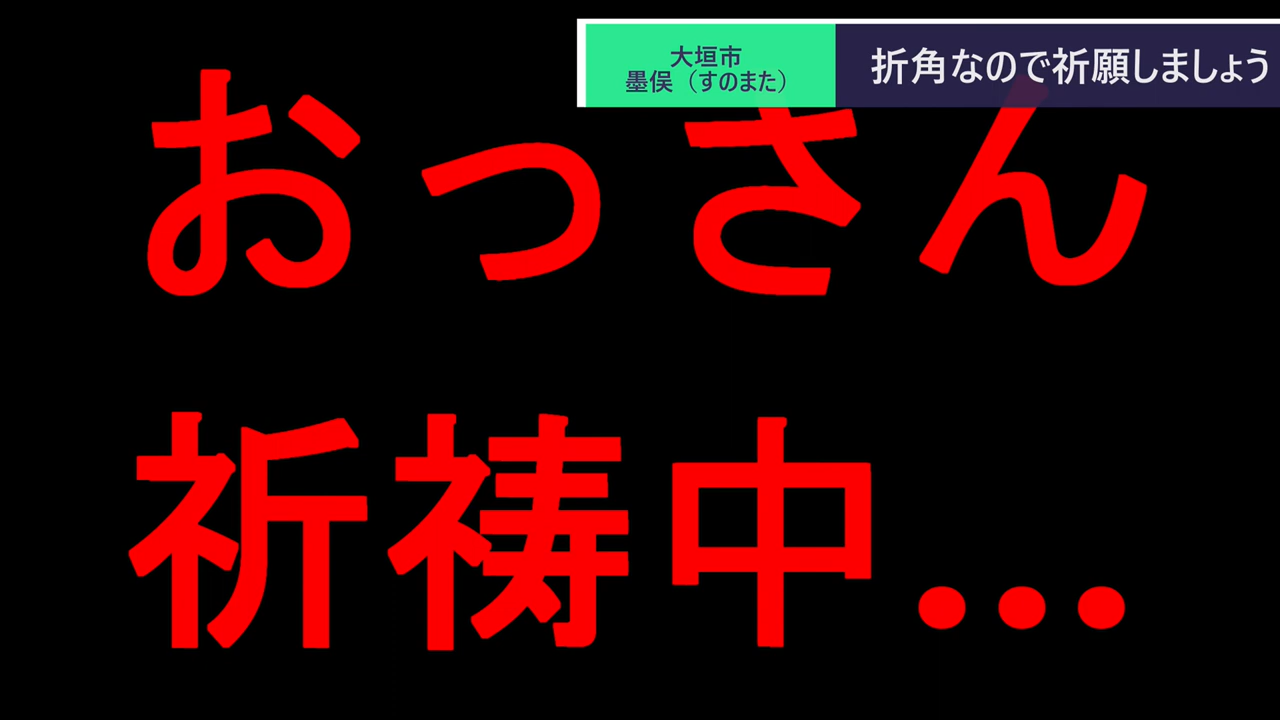 大垣市
墨俣（すのまた）
折角なので祈願しましょう
おっさん
祈祷中...